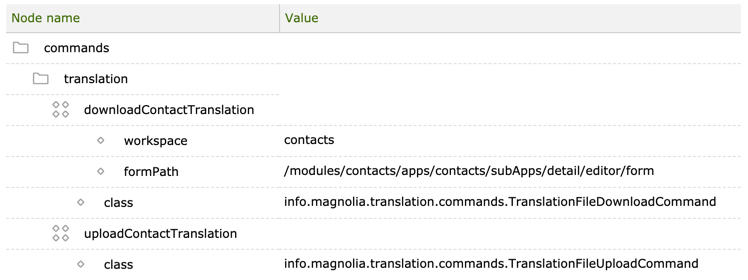 Node name Value
commands
translation
downloadContactTranslation
workspace contacts
formPath /modules/contacts/apps/contacts/subApps/detail/editor/form
class info.magnolia.translation.commands.TranslationFileDownloadCommand
uploadContactTranslation
class info.magnolia.translation.commands.TranslationFileUploadCommand